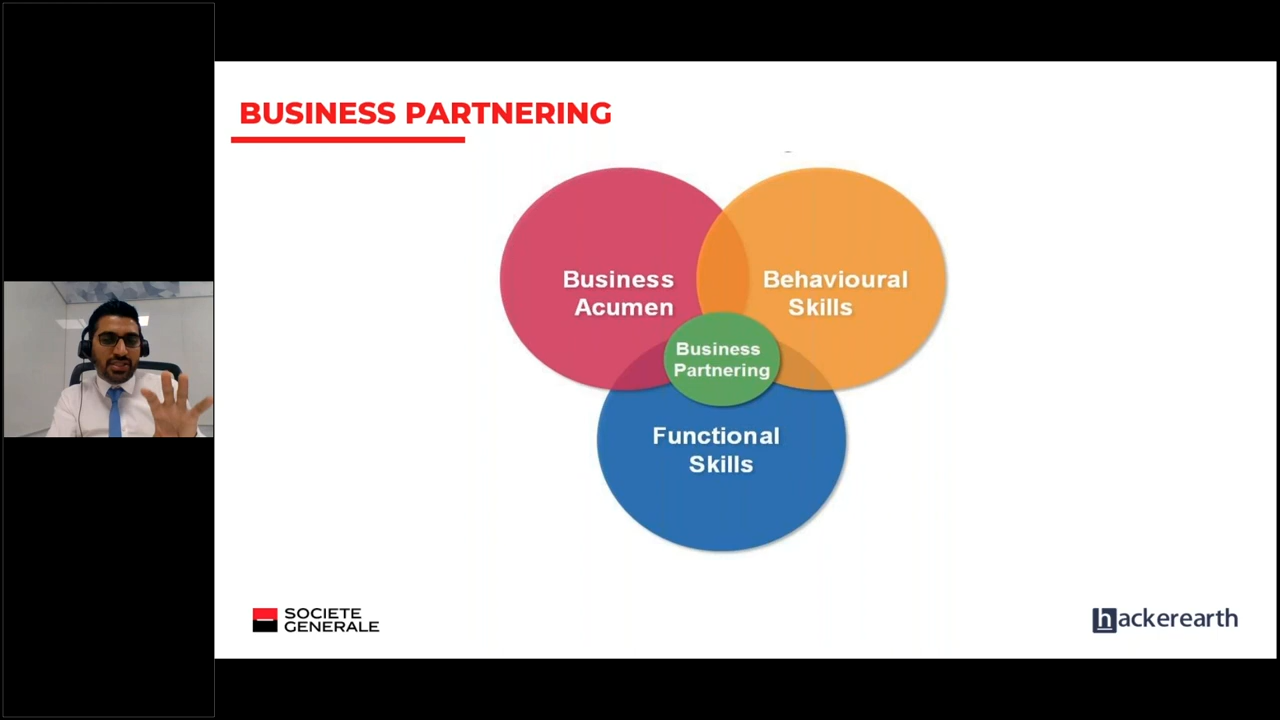 BUSINESS PARTNERING
Business
Acumen
Behavioural
Skills
Business
Partnering
Functional
Skills
SOCIETE
GENERALE
hackerearth